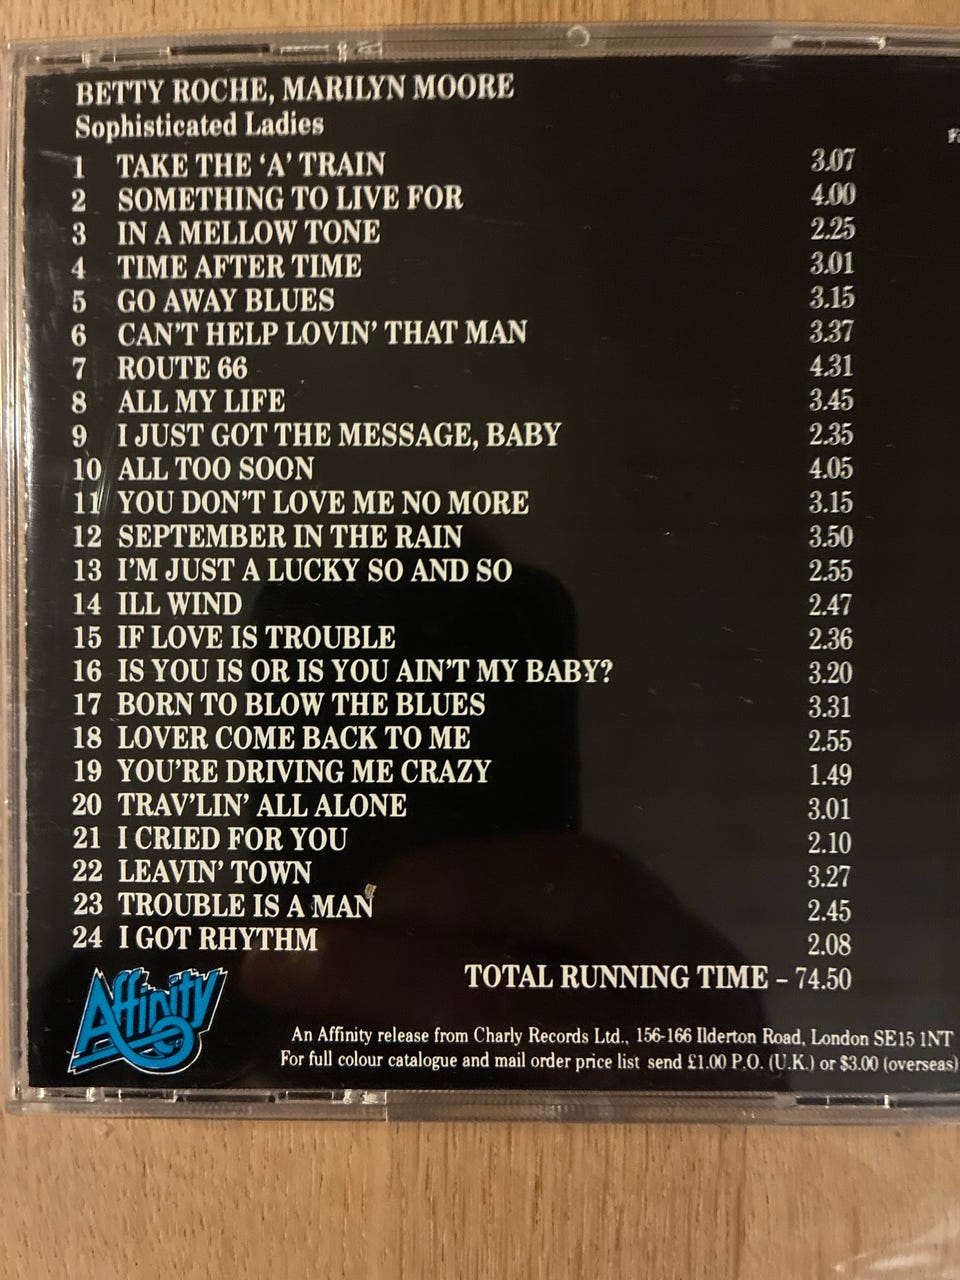 BETTY ROCHE, MARILYN MOORE
Sophisticated Ladies
1 TAKE THE ‘A’ TRAIN 3.07
2 SOMETHING TO LIVE FOR 4.00
3 IN A MELLOW TONE 2.25
4 TIME AFTER TIME 3.01
5 GO AWAY BLUES 3.15
6 CAN'T HELP LOVIN' THAT MAN 3.37
7 ROUTE 66 4.31
8 ALL MY LIFE 3.45
9 I JUST GOT THE MESSAGE, BABY 2.35
10 ALL TOO SOON 4.05
11 YOU DON'T LOVE ME NO MORE 3.15
12 SEPTEMBER IN THE RAIN 3.50
13 I'M JUST A LUCKY SO AND SO 2.55
14 ILL WIND 2.47
15 IF LOVE IS TROUBLE 2.36
16 IS YOU IS OR IS YOU AIN'T MY BABY? 3.20
17 BORN TO BLOW THE BLUES 3.31
18 LOVER COME BACK TO ME 2.55
19 YOU'RE DRIVING ME CRAZY 1.49
20 TRAV'LIN' ALL ALONE 3.01
21 I CRIED FOR YOU 2.10
22 LEAVIN' TOWN 3.27
23 TROUBLE IS A MAN 2.45
24 I GOT RHYTHM 2.08
TOTAL RUNNING TIME – 74.50
Affinity
An Affinity release from Charly Records Ltd., 156-166 Ilderton Road, London SE15 1NT
For full colour catalogue and mail order price list send £1.00 P.O. (U.K.) or $3.00 (overseas)